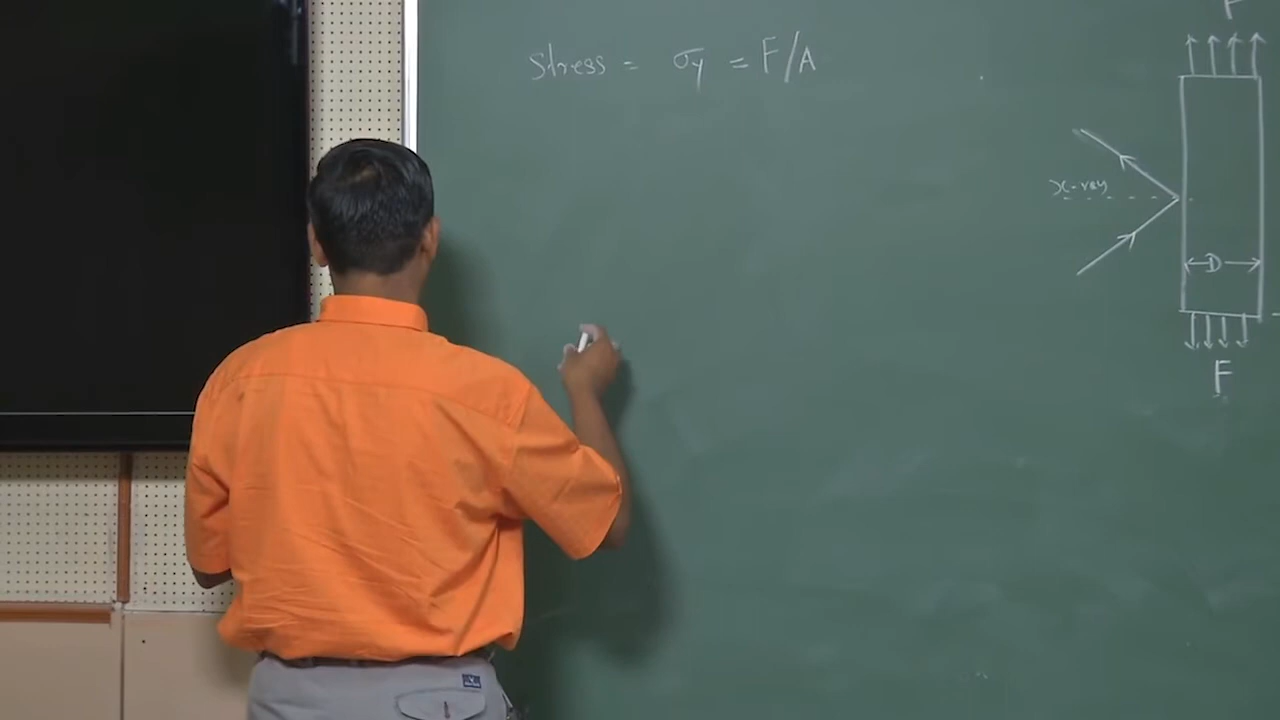 Stress = σy = F/A
F
x-ray
D
F